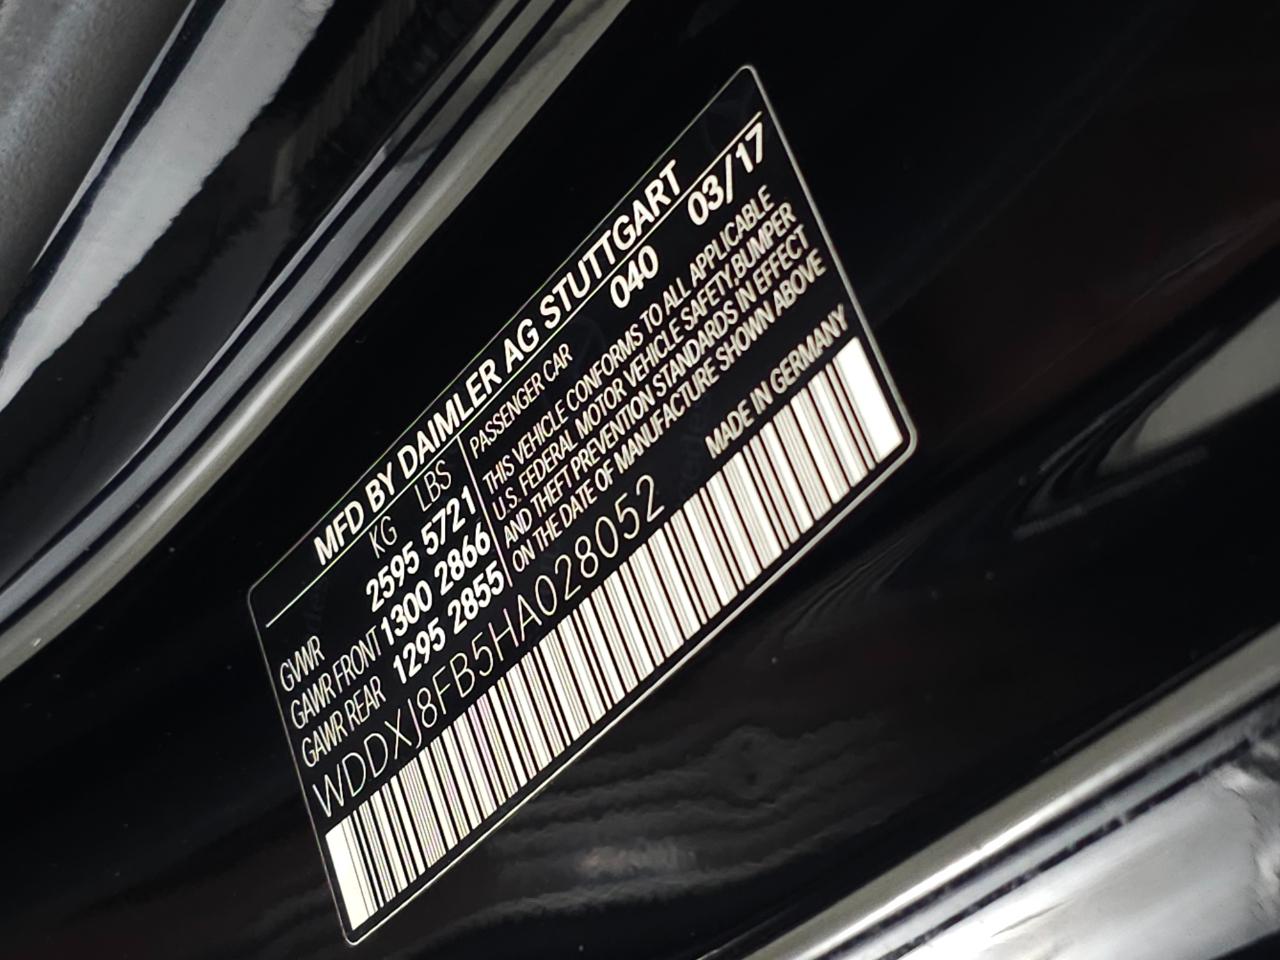 MFD BY DAIMLER AG STUTTGART
KG LBS
GVWR 2595 5721
GAWR FRONT 1300 2866
GAWR REAR 1295 2855
040 03/17
PASSENGER CAR
THIS VEHICLE CONFORMS TO ALL APPLICABLE
U.S. FEDERAL MOTOR VEHICLE SAFETY, BUMPER
AND THEFT PREVENTION STANDARDS IN EFFECT
ON THE DATE OF MANUFACTURE SHOWN ABOVE
WDDXJ8FB5HA028052
MADE IN GERMANY